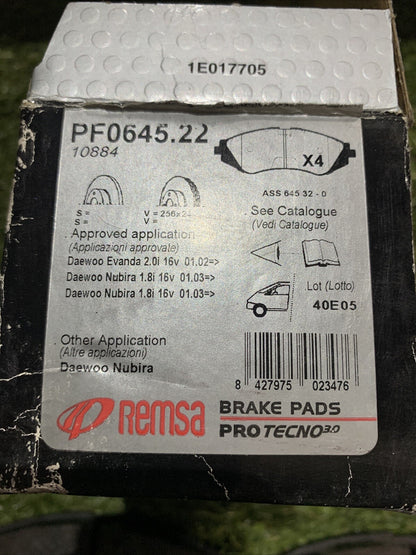 1E017705
PF0645.22
10884
X4
ASS 645 32 - 0
S =
S =
V = 256x24
V =
See Catalogue
(Vedi Catalogue)
Approved application
(Applicazioni approvate)
Daewoo Evanda 2.0i 16v 01.02=>
Daewoo Nubira 1.8i 16v 01.03=>
Daewoo Nubira 1.8i 16v 01.03=>
Lot (Lotto)
40E05
Other Application
(Altre applicazioni)
Daewoo Nubira
8 427975 023476
Remsa
BRAKE PADS
PROTECNO3.0